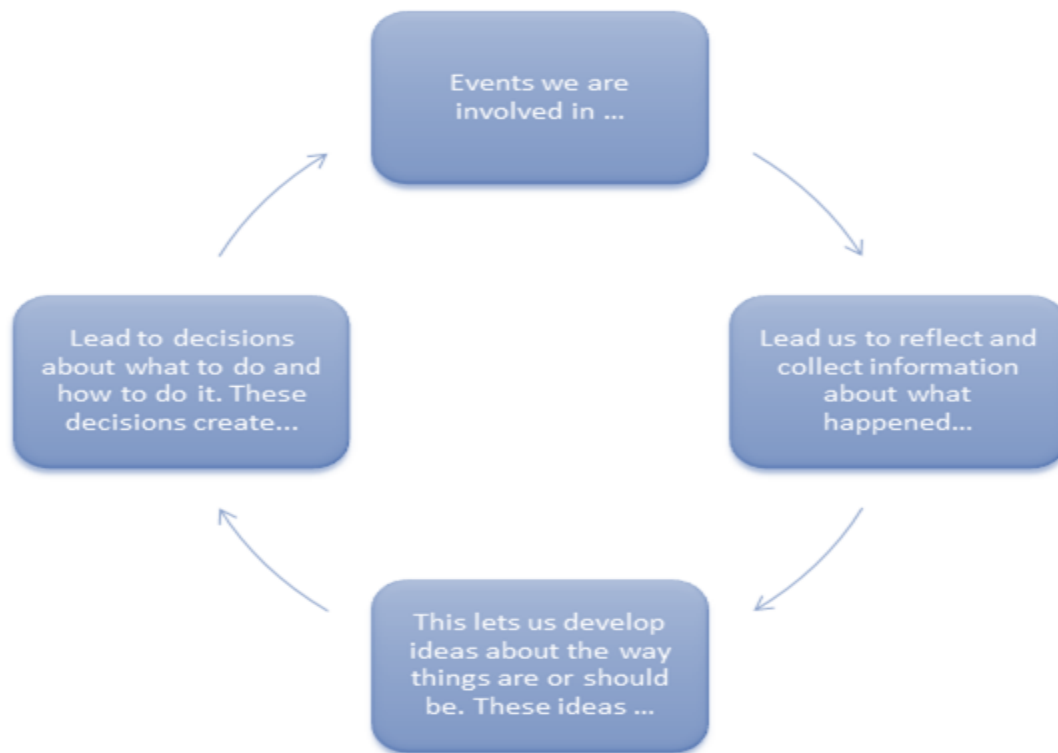 Events we are
involved in ...
Lead us to reflect and
collect information
about what
happened...
This lets us develop
ideas about the way
things are or should
be. These ideas ...
Lead to decisions
about what to do and
how to do it. These
decisions create...